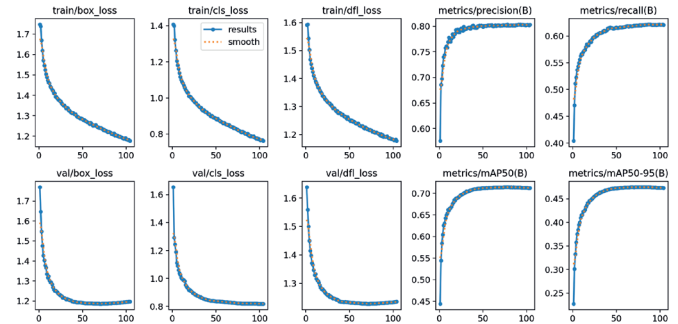 train/box_loss
1.7
1.6
1.5
1.4
1.3
1.2
0 50 100
train/cls_loss
results
smooth
1.4
1.2
1.0
0.8
0 50 100
train/dfl_loss
1.6
1.5
1.4
1.3
1.2
0 50 100
metrics/precision(B)
0.80
0.75
0.70
0.65
0.60
0 50 100
metrics/recall(B)
0.60
0.55
0.50
0.45
0.40
0 50 100
val/box_loss
1.7
1.6
1.5
1.4
1.3
1.2
0 50 100
val/cls_loss
1.6
1.4
1.2
1.0
0.8
0 50 100
val/dfl_loss
1.6
1.5
1.4
1.3
1.2
0 50 100
metrics/mAP50(B)
0.70
0.65
0.60
0.55
0.50
0.45
0 50 100
metrics/mAP50-95(B)
0.45
0.40
0.35
0.30
0.25
0 50 100